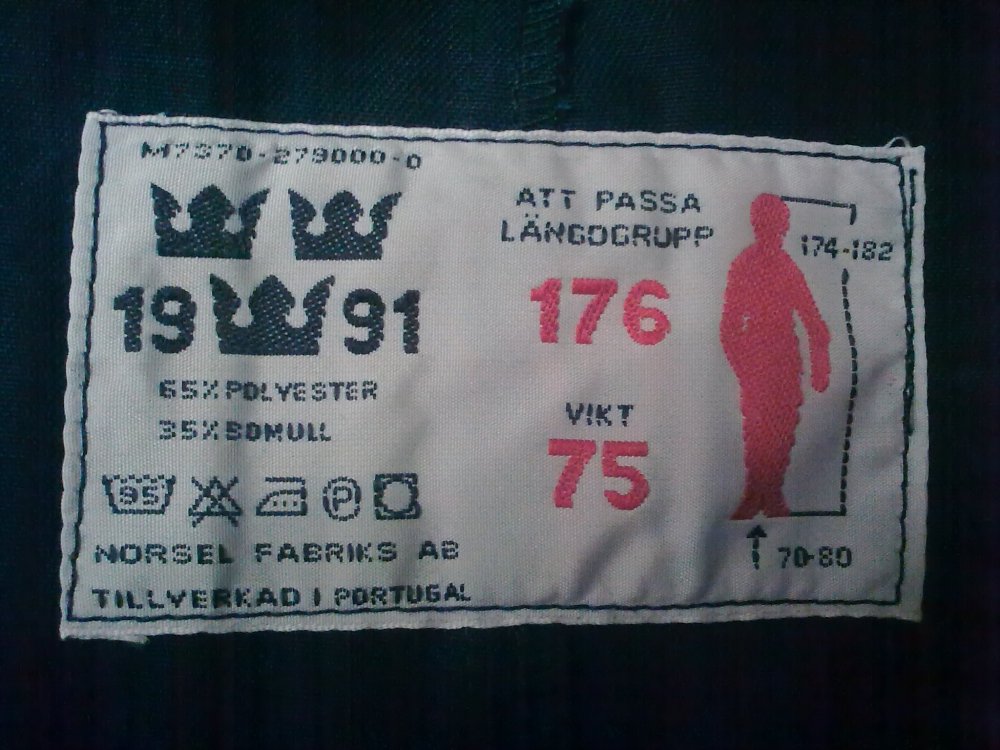 M7370-279000-0
19 91
65% POLYESTER
35% BOMULL
95 P
NORSEL FABRIKS AB
TILLVERKAD I PORTUGAL
ATT PASSA
LÄNGDGRUPP
176
VIKT
75
174-182
70-80